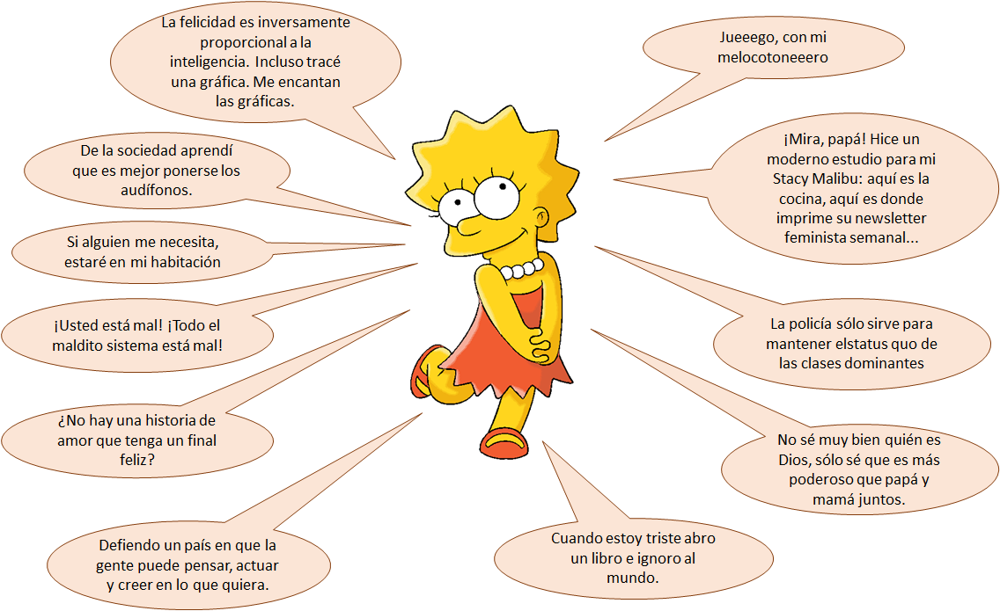 La felicidad es inversamente
proporcional a la
inteligencia. Incluso tracé
una gráfica. Me encantan
las gráficas.
De la sociedad aprendí
que es mejor ponerse los
audífonos.
Si alguien me necesita,
estaré en mi habitación
¡Usted está mal! ¡Todo el
maldito sistema está mal!
¿No hay una historia de
amor que tenga un final
feliz?
Defiendo un país en que la
gente puede pensar, actuar
y creer en lo que quiera.
Jueeego, con mi
melocotoneeero
¡Mira, papá! Hice un
moderno estudio para mi
Stacy Malibu: aquí es la
cocina, aquí es donde
imprime su newsletter
feminista semanal...
La policía sólo sirve para
mantener elstatus quo de
las clases dominantes
No sé muy bien quién es
Dios, sólo sé que es más
poderoso que papá y
mamá juntos.
Cuando estoy triste abro
un libro e ignoro al
mundo.